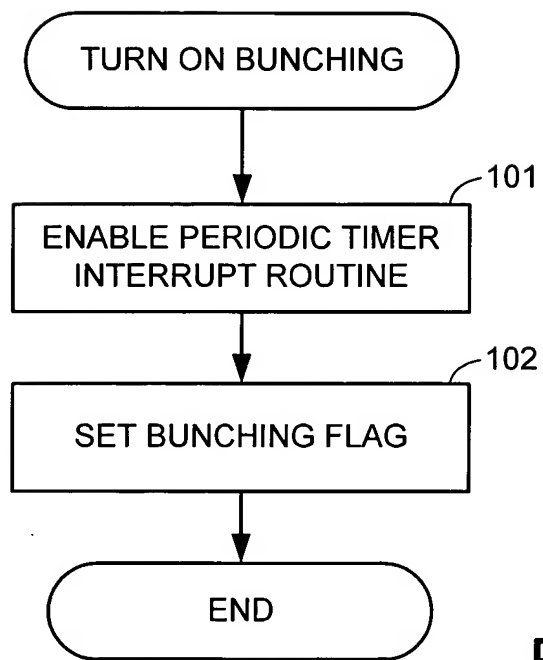 TURN ON BUNCHING
101
ENABLE PERIODIC TIMER
INTERRUPT ROUTINE
102
SET BUNCHING FLAG
END